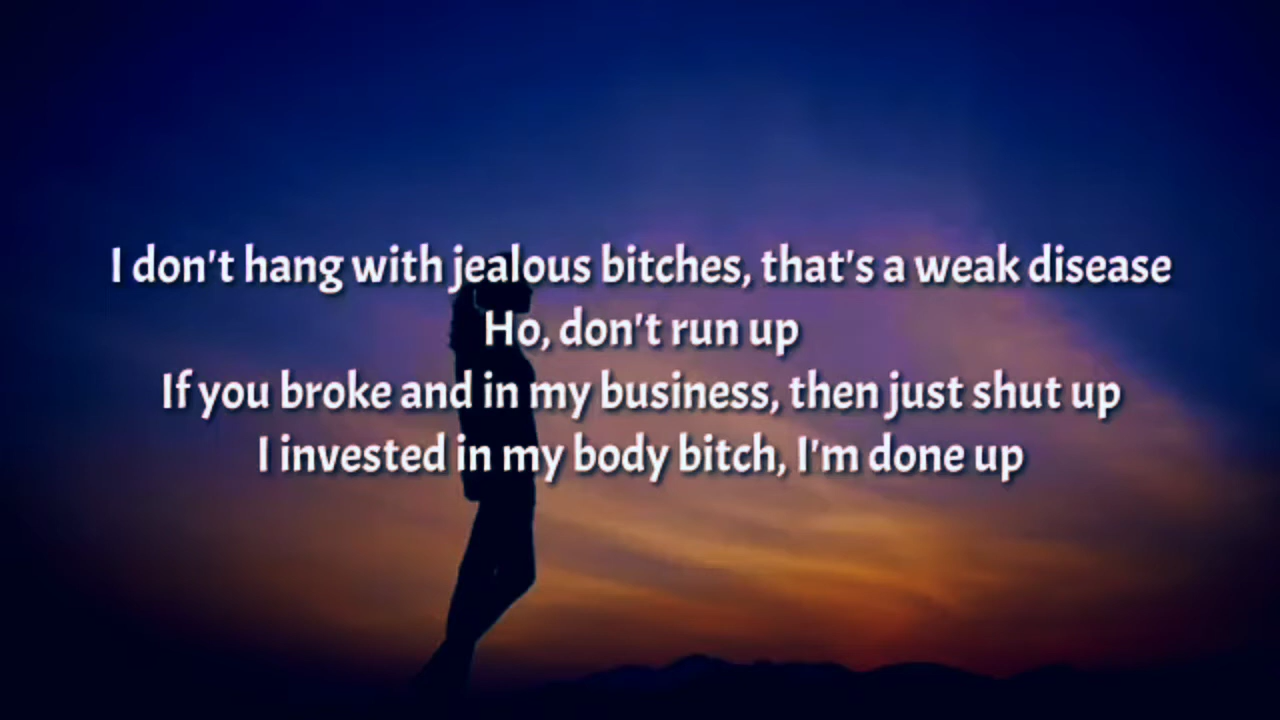 I don't hang with jealous bitches, that's a weak disease
Ho, don't run up
If you broke and in my business, then just shut up
I invested in my body bitch, I'm done up